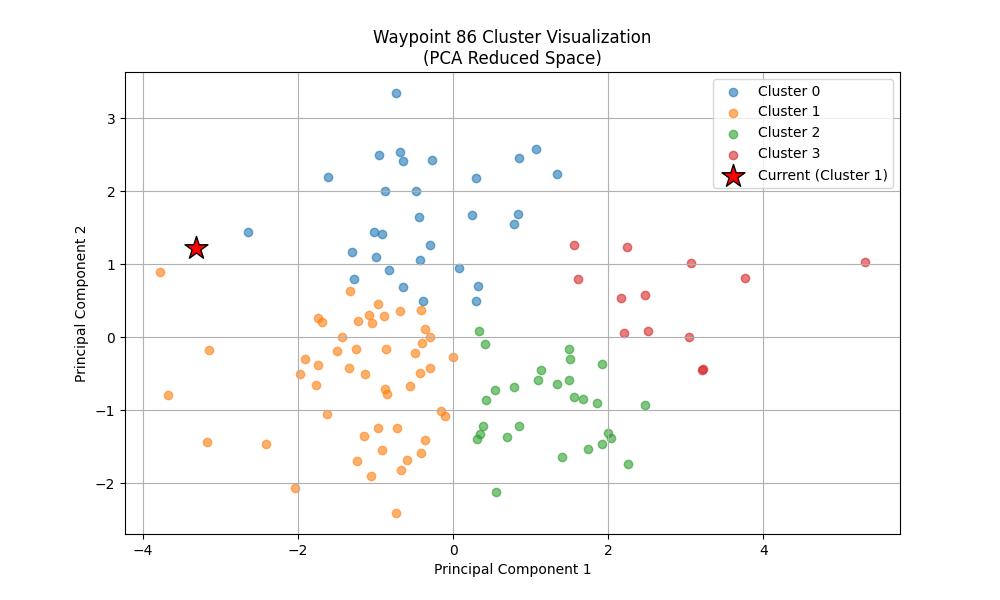 Waypoint 86 Cluster Visualization
(PCA Reduced Space)
Cluster 0
Cluster 1
Cluster 2
Cluster 3
Current (Cluster 1)
Principal Component 2
3
2
1
0
−1
−2
−4
−2
0
2
4
Principal Component 1